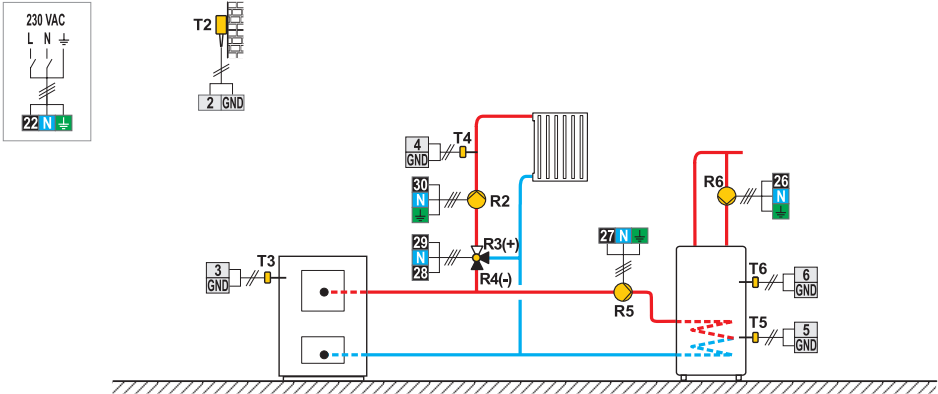 230 VAC
L N
22 N
T2
2 GND
4
GND
T4
30
N
R2
29
N
28
R3(+)
R4(-)
3
GND
T3
27 N
R5
R6
26
N
T6
6
GND
T5
5
GND